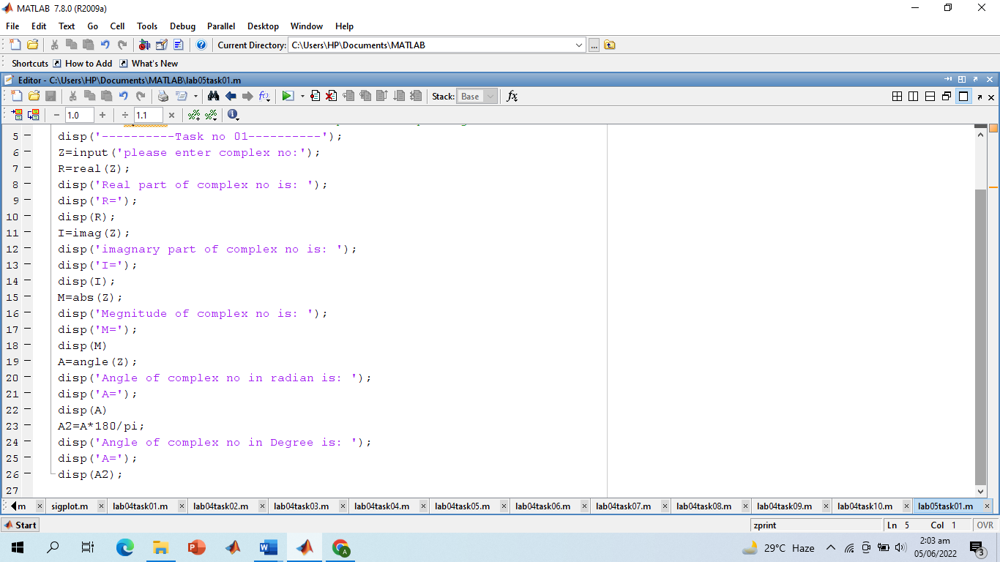 MATLAB 7.8.0 (R2009a)
File Edit Text Go Cell Tools Debug Parallel Desktop Window Help
Current Directory: C:\Users\HP\Documents\MATLAB ...
Shortcuts How to Add What's New
Editor - C:\Users\HP\Documents\MATLAB\lab05task01.m
Stack: Base fx
− 1.0 + ÷ 1.1 ×
5 − disp('----------Task no 01----------');
6 − Z=input('please enter complex no:');
7 − R=real(Z);
8 − disp('Real part of complex no is: ');
9 − disp('R=');
10 − disp(R);
11 − I=imag(Z);
12 − disp('imagnary part of complex no is: ');
13 − disp('I=');
14 − disp(I);
15 − M=abs(Z);
16 − disp('Megnitude of complex no is: ');
17 − disp('M=');
18 − disp(M)
19 − A=angle(Z);
20 − disp('Angle of complex no in radian is: ');
21 − disp('A=');
22 − disp(A)
23 − A2=A*180/pi;
24 − disp('Angle of complex no in Degree is: ');
25 − disp('A=');
26 − disp(A2);
27
m sigplot.m lab04task01.m lab04task02.m lab04task03.m lab04task04.m lab04task05.m lab04task06.m lab04task07.m lab04task08.m lab04task09.m lab04task10.m lab05task01.m
Start zprint Ln 5 Col 1 OVR
29°C Haze 2:03 am
05/06/2022 3